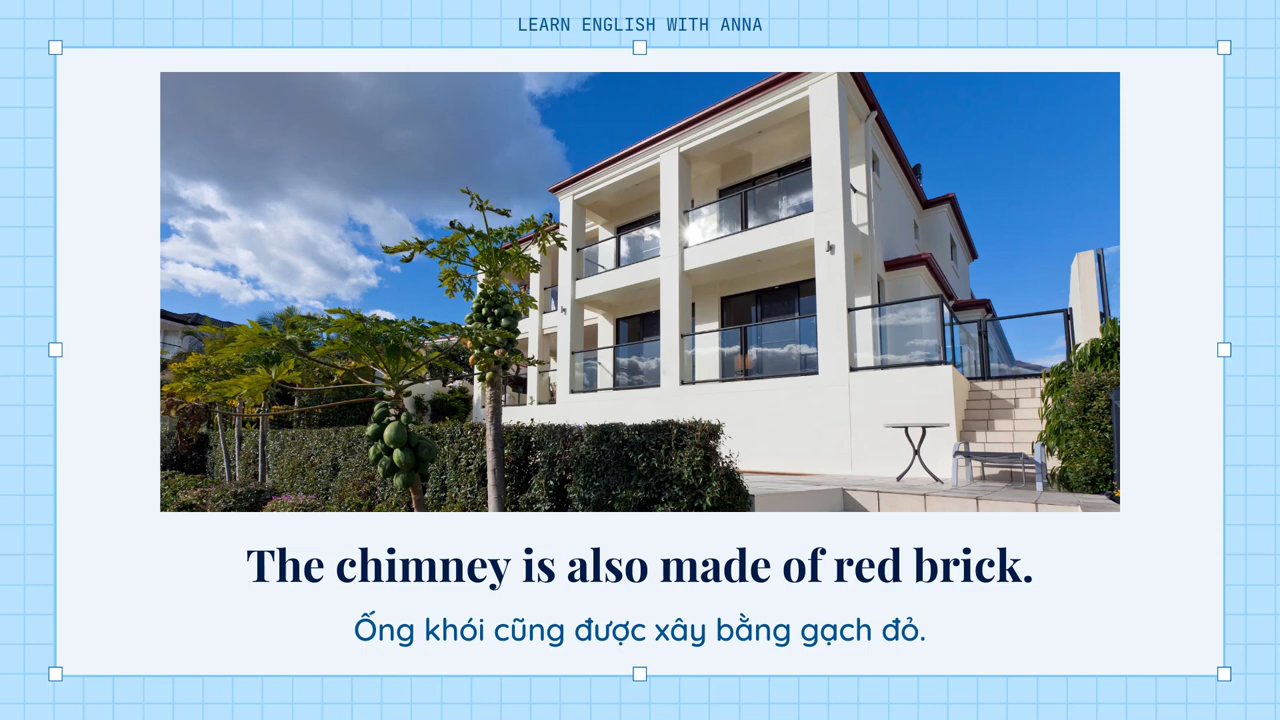 LEARN ENGLISH WITH ANNA
The chimney is also made of red brick.
Ống khói cũng được xây bằng gạch đỏ.